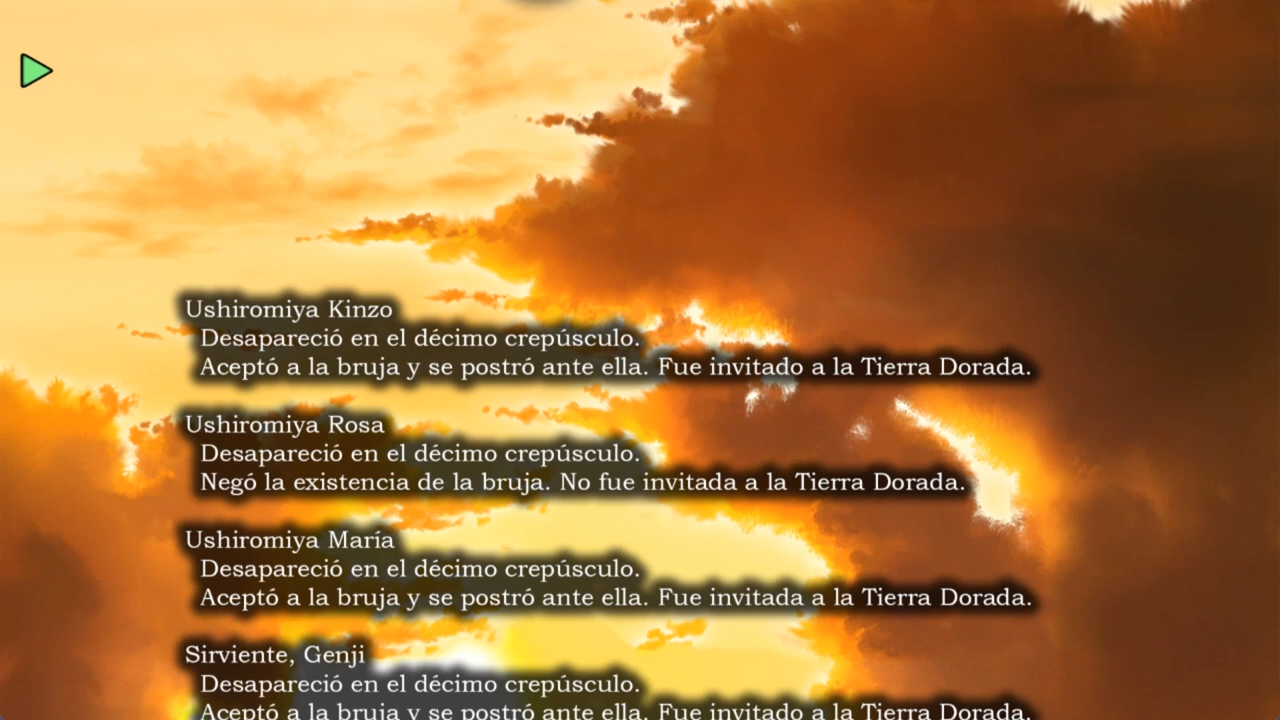 Ushiromiya Kinzo
Desapareció en el décimo crepúsculo.
Aceptó a la bruja y se postró ante ella. Fue invitado a la Tierra Dorada.
Ushiromiya Rosa
Desapareció en el décimo crepúsculo.
Negó la existencia de la bruja. No fue invitada a la Tierra Dorada.
Ushiromiya María
Desapareció en el décimo crepúsculo.
Aceptó a la bruja y se postró ante ella. Fue invitada a la Tierra Dorada.
Sirviente, Genji
Desapareció en el décimo crepúsculo.
Aceptó a la bruja y se postró ante ella. Fue invitado a la Tierra Dorada.